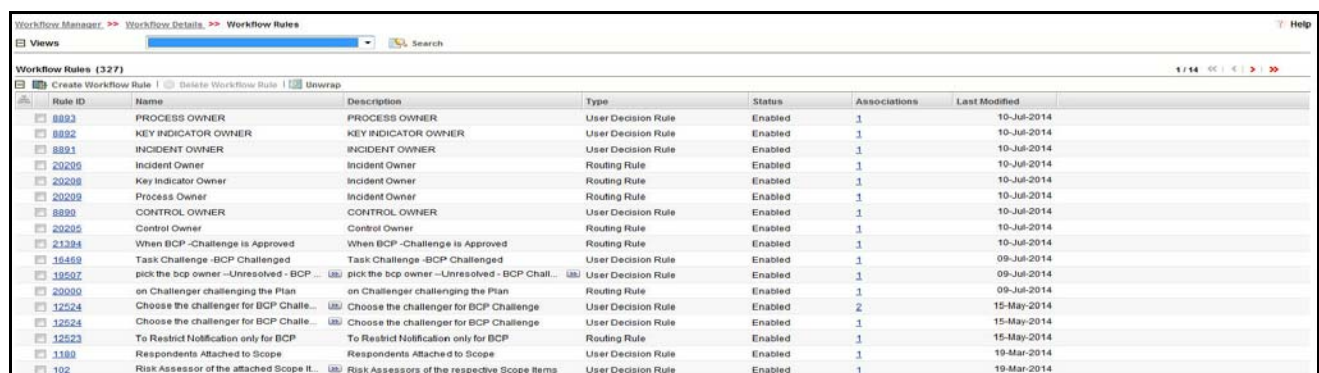 Workflow Manager >> Workflow Details >> Workflow Rules ? Help
Views Search
Workflow Rules (327) 1 / 14
Create Workflow Rule | Delete Workflow Rule | Unwrap
Rule ID Name Description Type Status Associations Last Modified
8893 PROCESS OWNER PROCESS OWNER User Decision Rule Enabled 1 10-Jul-2014
8892 KEY INDICATOR OWNER KEY INDICATOR OWNER User Decision Rule Enabled 1 10-Jul-2014
8891 INCIDENT OWNER INCIDENT OWNER User Decision Rule Enabled 1 10-Jul-2014
20206 Incident Owner Incident Owner Routing Rule Enabled 1 10-Jul-2014
20208 Key Indicator Owner Incident Owner Routing Rule Enabled 1 10-Jul-2014
20209 Process Owner Incident Owner Routing Rule Enabled 1 10-Jul-2014
8890 CONTROL OWNER CONTROL OWNER User Decision Rule Enabled 1 10-Jul-2014
20205 Control Owner Control Owner Routing Rule Enabled 1 10-Jul-2014
21394 When BCP -Challenge is Approved When BCP -Challenge is Approved Routing Rule Enabled 1 10-Jul-2014
16469 Task Challenge -BCP Challenged Task Challenge -BCP Challenged User Decision Rule Enabled 1 09-Jul-2014
19507 pick the bcp owner --Unresolved - BCP ... pick the bcp owner --Unresolved - BCP Chall... User Decision Rule Enabled 1 09-Jul-2014
20000 on Challenger challenging the Plan on Challenger challenging the Plan Routing Rule Enabled 1 09-Jul-2014
12524 Choose the challenger for BCP Challe... Choose the challenger for BCP Challenge User Decision Rule Enabled 2 15-May-2014
12524 Choose the challenger for BCP Challe... Choose the challenger for BCP Challenge User Decision Rule Enabled 1 15-May-2014
12523 To Restrict Notification only for BCP To Restrict Notification only for BCP Routing Rule Enabled 1 15-May-2014
1180 Respondents Attached to Scope Respondents Attached to Scope User Decision Rule Enabled 1 19-Mar-2014
102 Risk Assessor of the attached Scope It... Risk Assessors of the respective Scope Items User Decision Rule Enabled 1 19-Mar-2014